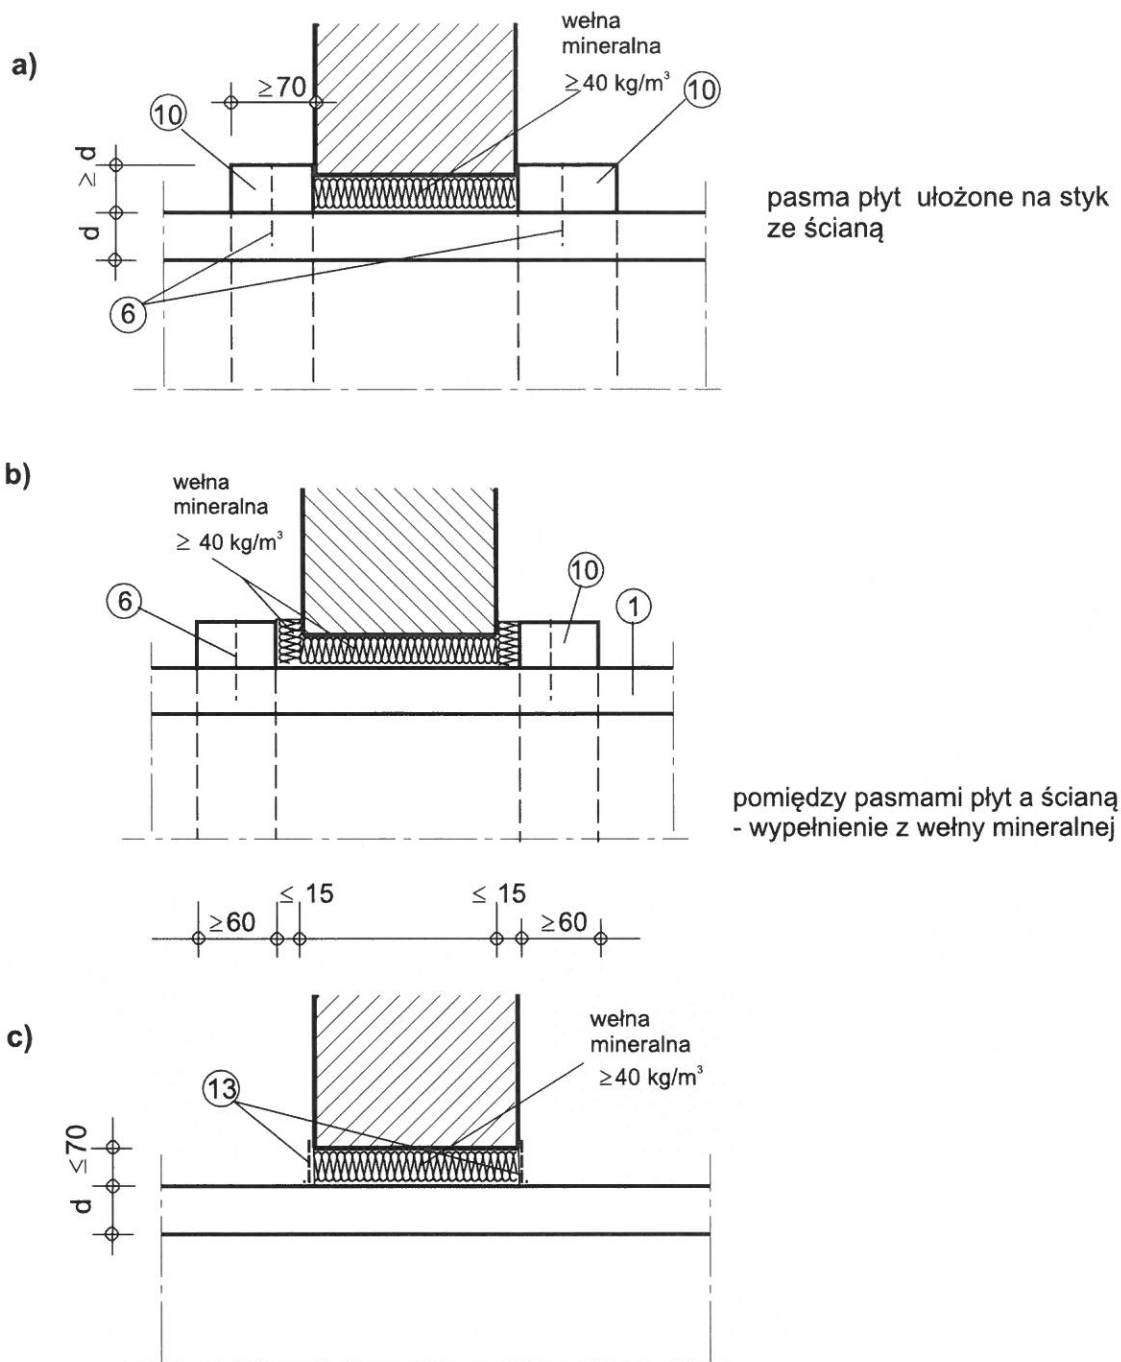 a)
wełna
mineralna
≥40 kg/m³
≥70
10
10
≥ d
d
6
pasma płyt ułożone na styk
ze ścianą
b)
wełna
mineralna
≥ 40 kg/m³
6
10
1
pomiędzy pasmami płyt a ścianą
- wypełnienie z wełny mineralnej
≤ 15
≤ 15
≥60
≥60
c)
wełna
mineralna
≥40 kg/m³
13
≤70
d